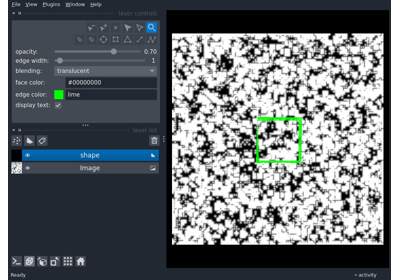 File View Plugins Window Help
layer controls
opacity: 0.70
edge width: 1
blending: translucent
face color: #00000000
edge color: lime
display text:
layer list
shape
Image
Ready
activity